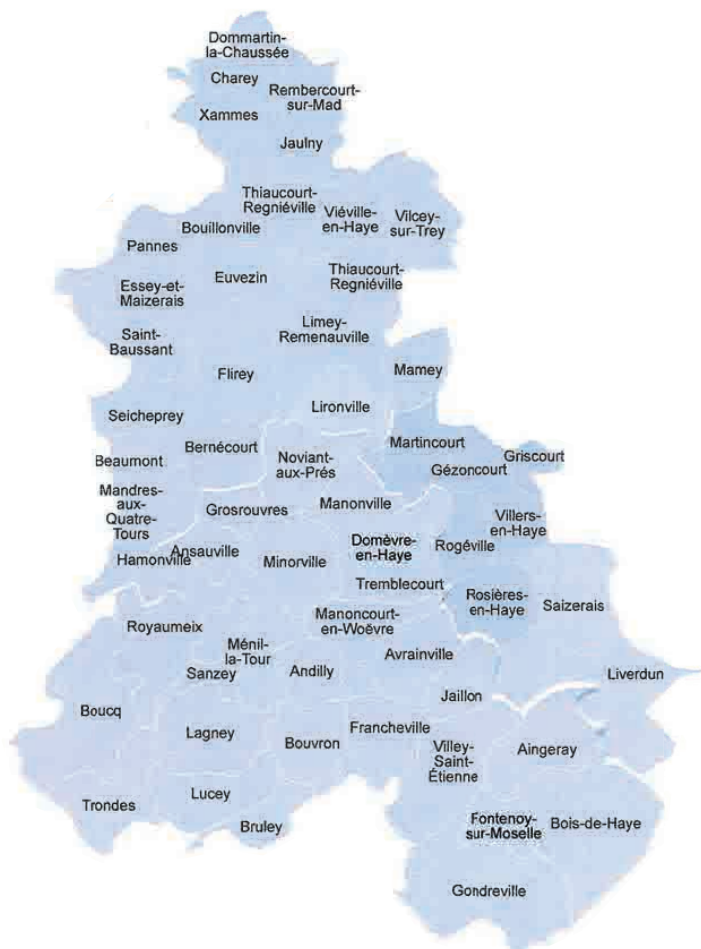 Dommartin-
la-Chaussée
Charey
Rembercourt-
sur-Mad
Xammes
Jaulny
Thiaucourt-
Regniéville
Viéville-
en-Haye
Vilcey-
sur-Trey
Bouillonville
Pannes
Euvezin
Thiaucourt-
Regniéville
Essey-et-
Maizerais
Limey-
Remenauville
Saint-
Baussant
Flirey
Mamey
Lironville
Seicheprey
Bernécourt
Martincourt
Griscourt
Noviant-
aux-Prés
Gézoncourt
Beaumont
Mandres-
aux-
Quatre-
Tours
Grosrouvres
Manonville
Villers-
en-Haye
Domèvre-
en-Haye
Rogéville
Ansauville
Hamonville
Minorville
Tremblecourt
Rosières-
en-Haye
Saizerais
Royaumeix
Manoncourt-
en-Woëvre
Ménil-
la-Tour
Sanzey
Andilly
Avrainville
Liverdun
Jaillon
Boucq
Lagney
Bouvron
Francheville
Villey-
Saint-
Étienne
Aingeray
Trondes
Lucey
Bruley
Fontenoy-
sur-Moselle
Bois-de-Haye
Gondreville